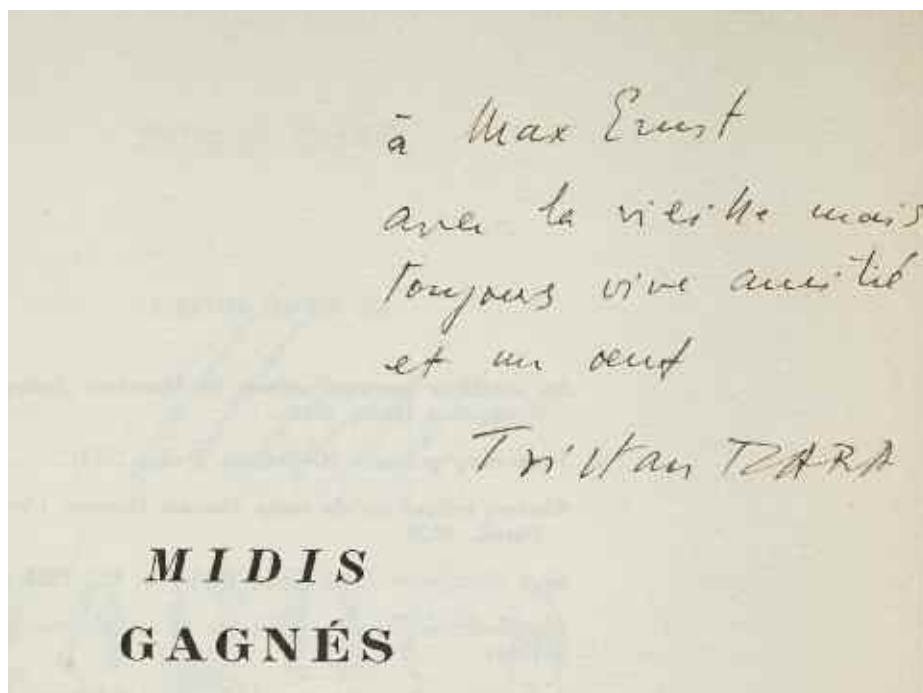 à Max Ernst
avec la vieille mais
toujours vive amitié
et un oeuf
Tristan TZARA
MIDIS
GAGNÉS